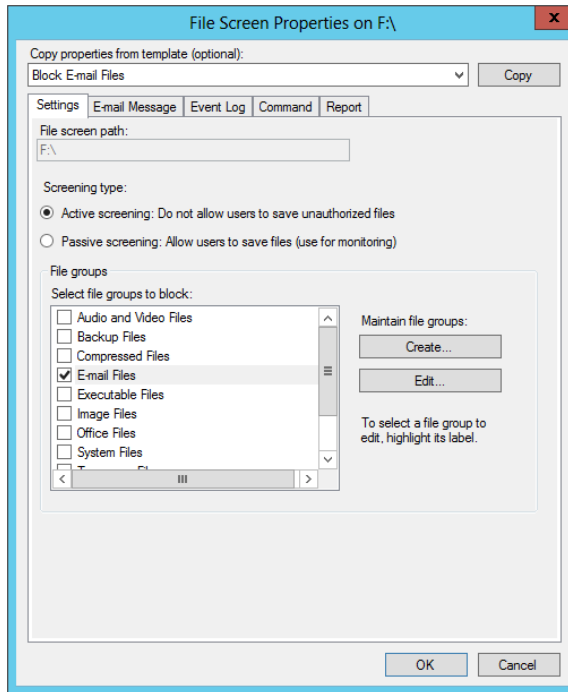 File Screen Properties on F:\
x
Copy properties from template (optional):
Block E-mail Files
Copy
Settings
E-mail Message
Event Log
Command
Report
File screen path:
F:\
Screening type:
Active screening: Do not allow users to save unauthorized files
Passive screening: Allow users to save files (use for monitoring)
File groups
Select file groups to block:
Audio and Video Files
Backup Files
Compressed Files
E-mail Files
Executable Files
Image Files
Office Files
System Files
Maintain file groups:
Create...
Edit...
To select a file group to
edit, highlight its label.
OK
Cancel